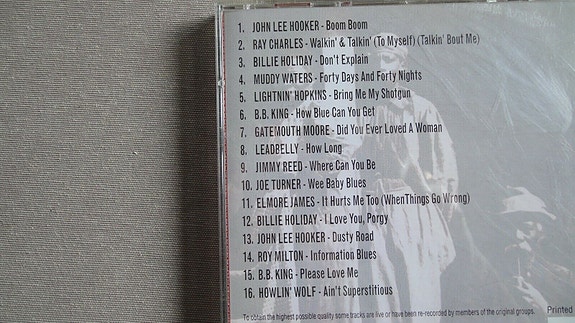 1. JOHN LEE HOOKER - Boom Boom
2. RAY CHARLES - Walkin' & Talkin' (To Myself) (Talkin' Bout Me)
3. BILLIE HOLIDAY - Don't Explain
4. MUDDY WATERS - Forty Days And Forty Nights
5. LIGHTNIN' HOPKINS - Bring Me My Shotgun
6. B.B. KING - How Blue Can You Get
7. GATEMOUTH MOORE - Did You Ever Loved A Woman
8. LEADBELLY - How Long
9. JIMMY REED - Where Can You Be
10. JOE TURNER - Wee Baby Blues
11. ELMORE JAMES - It Hurts Me Too (WhenThings Go Wrong)
12. BILLIE HOLIDAY - I Love You, Porgy
13. JOHN LEE HOOKER - Dusty Road
14. ROY MILTON - Information Blues
15. B.B. KING - Please Love Me
16. HOWLIN' WOLF - Ain't Superstitious
Printed
To obtain the highest possible quality some tracks are live or have been re-recorded by members of the original groups.